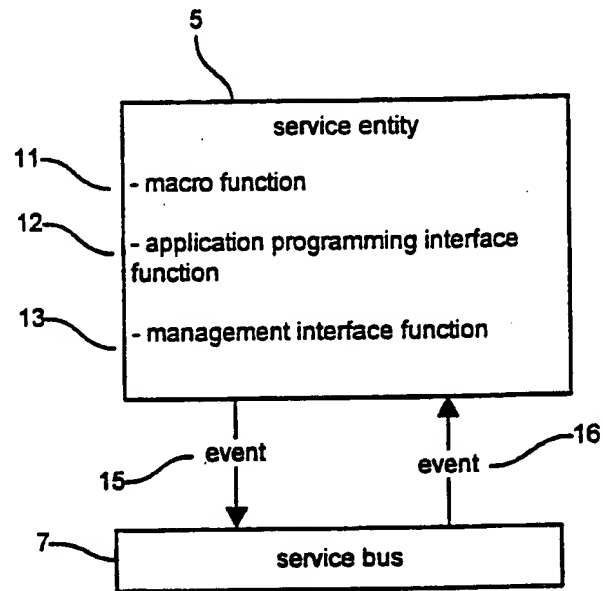 5
service entity
11
- macro function
12
- application programming interface
function
13
- management interface function
event
15
event
16
7
service bus